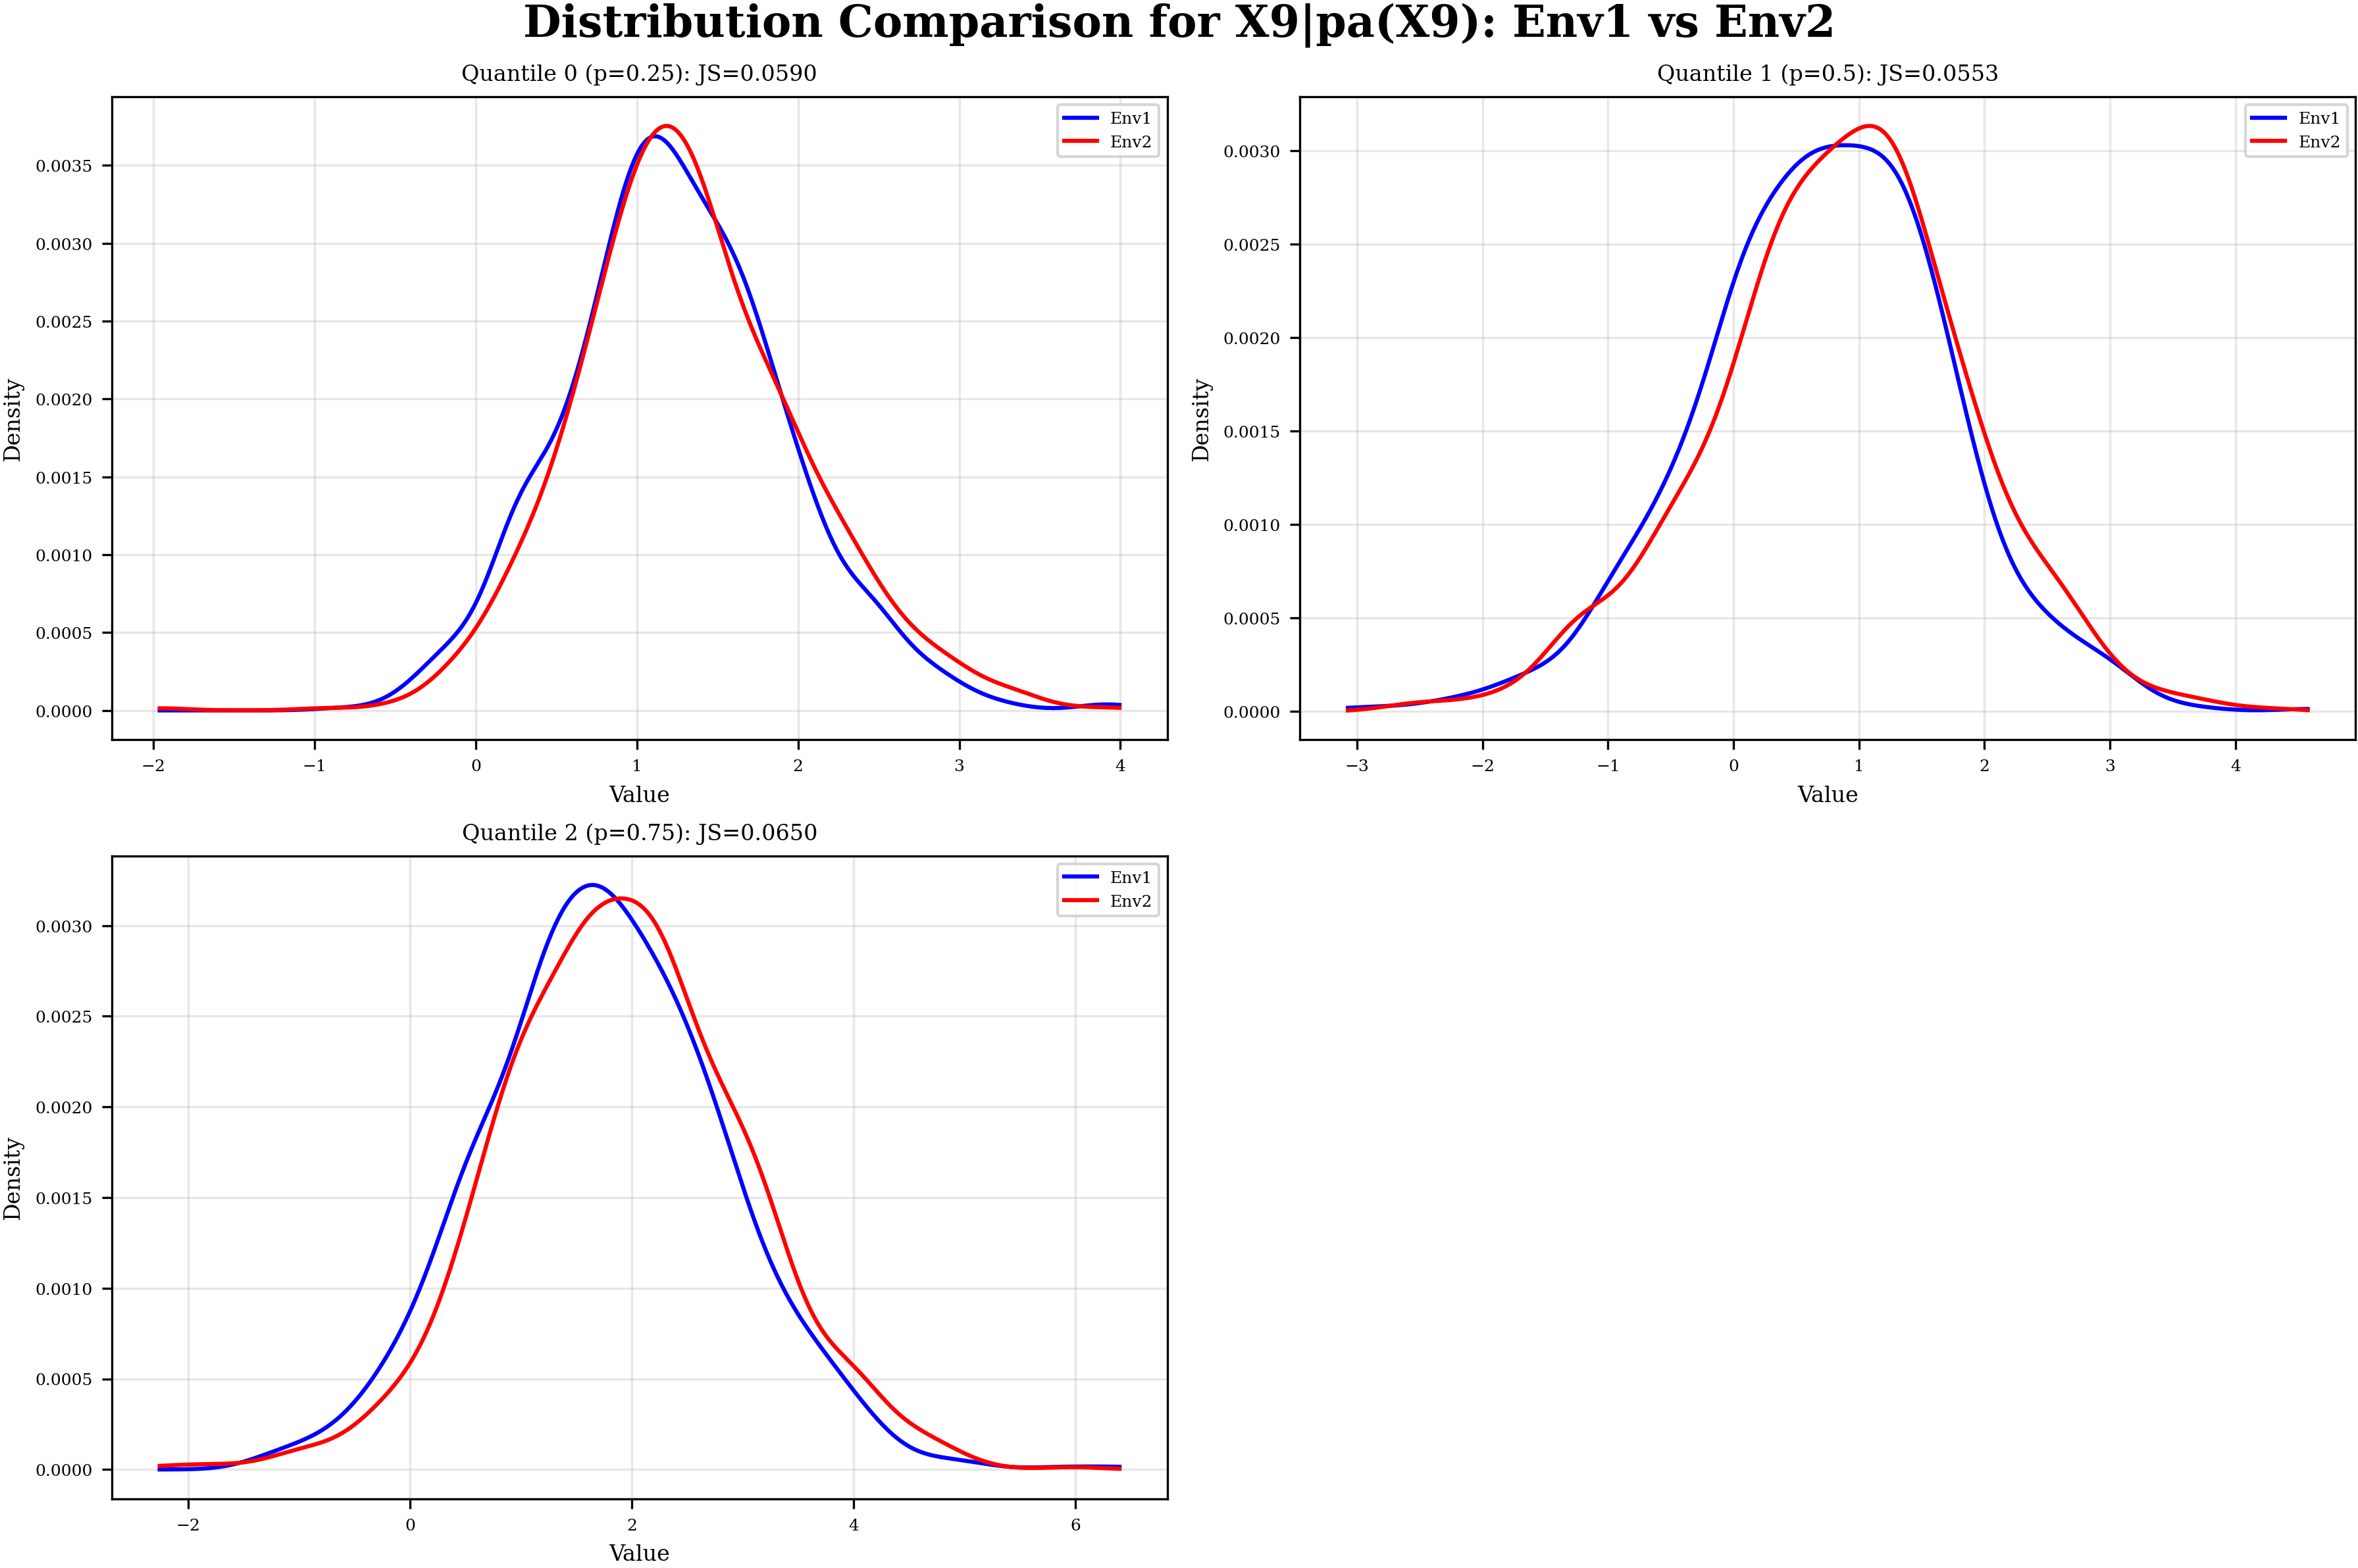 Distribution Comparison for X9|pa(X9): Env1 vs Env2
Quantile 0 (p=0.25): JS=0.0590
Env1
Env2
0.0035
0.0030
0.0025
0.0020
0.0015
0.0010
0.0005
0.0000
Density
−2 −1 0 1 2 3 4
Value
Quantile 1 (p=0.5): JS=0.0553
Env1
Env2
0.0030
0.0025
0.0020
0.0015
0.0010
0.0005
0.0000
Density
−3 −2 −1 0 1 2 3 4
Value
Quantile 2 (p=0.75): JS=0.0650
Env1
Env2
0.0030
0.0025
0.0020
0.0015
0.0010
0.0005
0.0000
Density
−2 0 2 4 6
Value